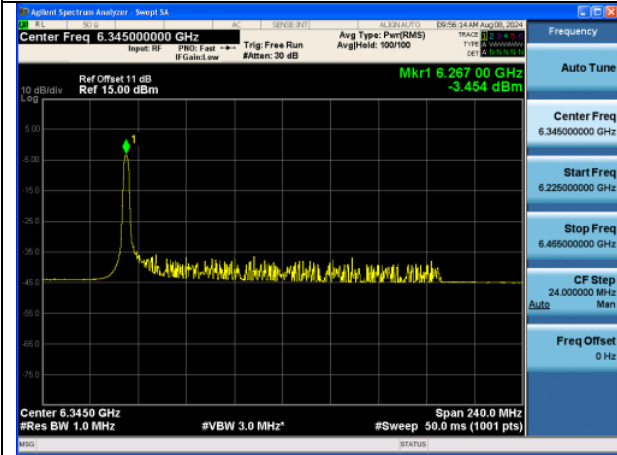 Agilent Spectrum Analyzer - Swept SA
RL 50 Ω AC SENSE:INT ALIGN AUTO 09:56:14 AM Aug 08, 2024
Center Freq 6.345000000 GHz
Input: RF PNO: Fast Trig: Free Run Avg Type: Pwr(RMS) TRACE 1 2 3 4 5 6
IFGain:Low #Atten: 30 dB Avg|Hold: 100/100 TYPE A WWWWW
DET A N N N N N
Mkr1 6.267 00 GHz
-3.454 dBm
Ref Offset 11 dB
10 dB/div Ref 15.00 dBm
Log
1
5.00
-5.00
-15.0
-25.0
-35.0
-45.0
-55.0
-65.0
-75.0
Center 6.3450 GHz Span 240.0 MHz
#Res BW 1.0 MHz #VBW 3.0 MHz* #Sweep 50.0 ms (1001 pts)
MSG STATUS
Frequency
Auto Tune
Center Freq
6.345000000 GHz
Start Freq
6.225000000 GHz
Stop Freq
6.465000000 GHz
CF Step
24.000000 MHz
Auto Man
Freq Offset
0 Hz